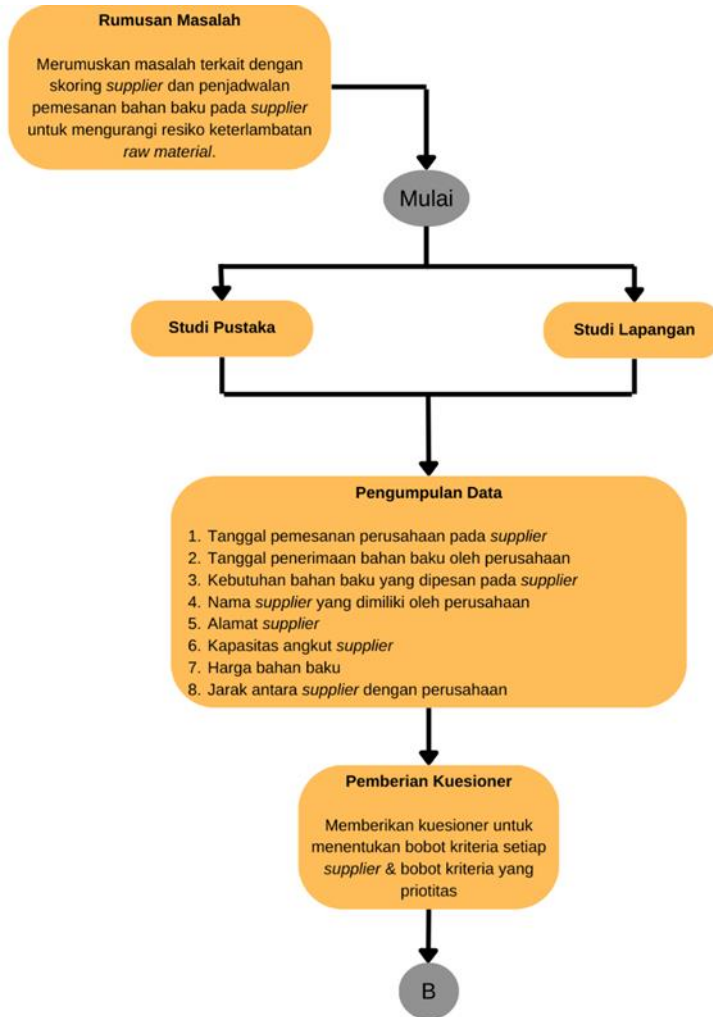 Rumusan Masalah
Merumuskan masalah terkait dengan
skoring supplier dan penjadwalan
pemesanan bahan baku pada supplier
untuk mengurangi resiko keterlambatan
raw material.
Mulai
Studi Pustaka
Studi Lapangan
Pengumpulan Data
1. Tanggal pemesanan perusahaan pada supplier
2. Tanggal penerimaan bahan baku oleh perusahaan
3. Kebutuhan bahan baku yang dipesan pada supplier
4. Nama supplier yang dimiliki oleh perusahaan
5. Alamat supplier
6. Kapasitas angkut supplier
7. Harga bahan baku
8. Jarak antara supplier dengan perusahaan
Pemberian Kuesioner
Memberikan kuesioner untuk
menentukan bobot kriteria setiap
supplier & bobot kriteria yang
priotitas
B